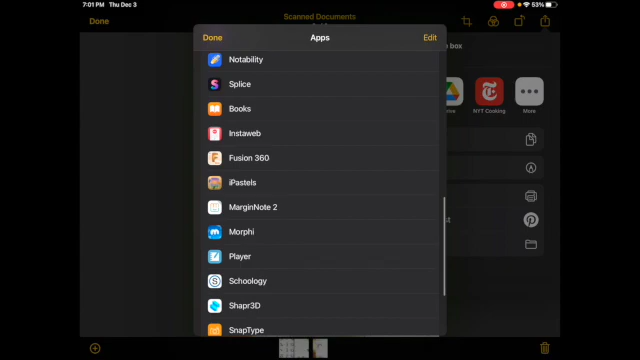 7:01 PM Thu Dec 3
53%
Done
Scanned Documents
Done
Apps
Edit
box
Notability
Splice
Books
Instaweb
Fusion 360
iPastels
MarginNote 2
Morphi
Player
Schoology
Shapr3D
SnapType
NYT Cooking
More